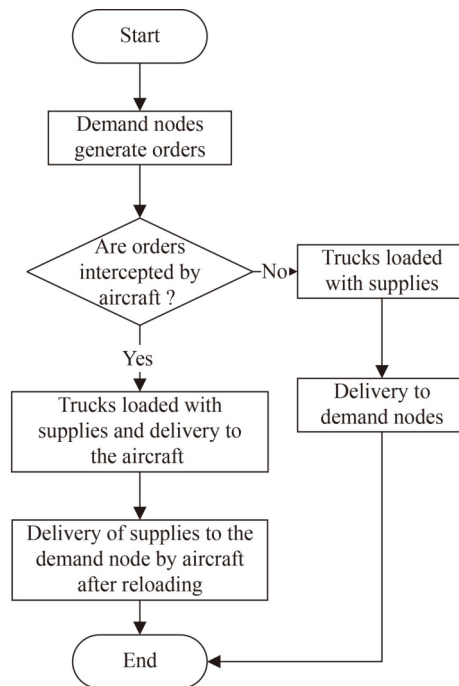 Start
Demand nodes
generate orders
Are orders
intercepted by
aircraft ?
No
Trucks loaded
with supplies
Yes
Delivery to
demand nodes
Trucks loaded with
supplies and delivery to
the aircraft
Delivery of supplies to the
demand node by aircraft
after reloading
End